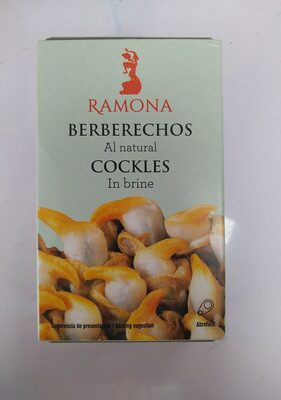 RAMONA
BERBERECHOS
Al natural
COCKLES
In brine
Sugerencia de presentación / Serving suggestion
Abrefácil